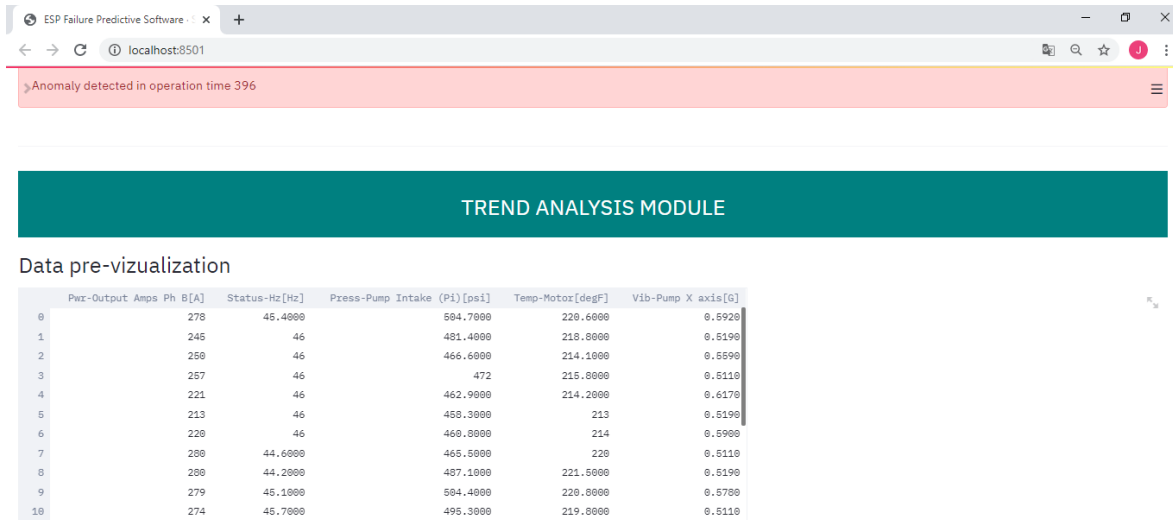 ESP Failure Predictive Software ·
localhost:8501
J
Anomaly detected in operation time 396
TREND ANALYSIS MODULE
Data pre-vizualization
Pwr-Output Amps Ph B[A] Status-Hz[Hz] Press-Pump Intake (Pi)[psi] Temp-Motor[degF] Vib-Pump X axis[G]
0 278 45.4000 504.7000 220.6000 0.5920
1 245 46 481.4000 218.8000 0.5190
2 250 46 466.6000 214.1000 0.5590
3 257 46 472 215.8000 0.5110
4 221 46 462.9000 214.2000 0.6170
5 213 46 458.3000 213 0.5190
6 220 46 460.8000 214 0.5900
7 280 44.6000 465.5000 220 0.5110
8 280 44.2000 487.1000 221.5000 0.5190
9 279 45.1000 504.4000 220.8000 0.5780
10 274 45.7000 495.3000 219.8000 0.5110